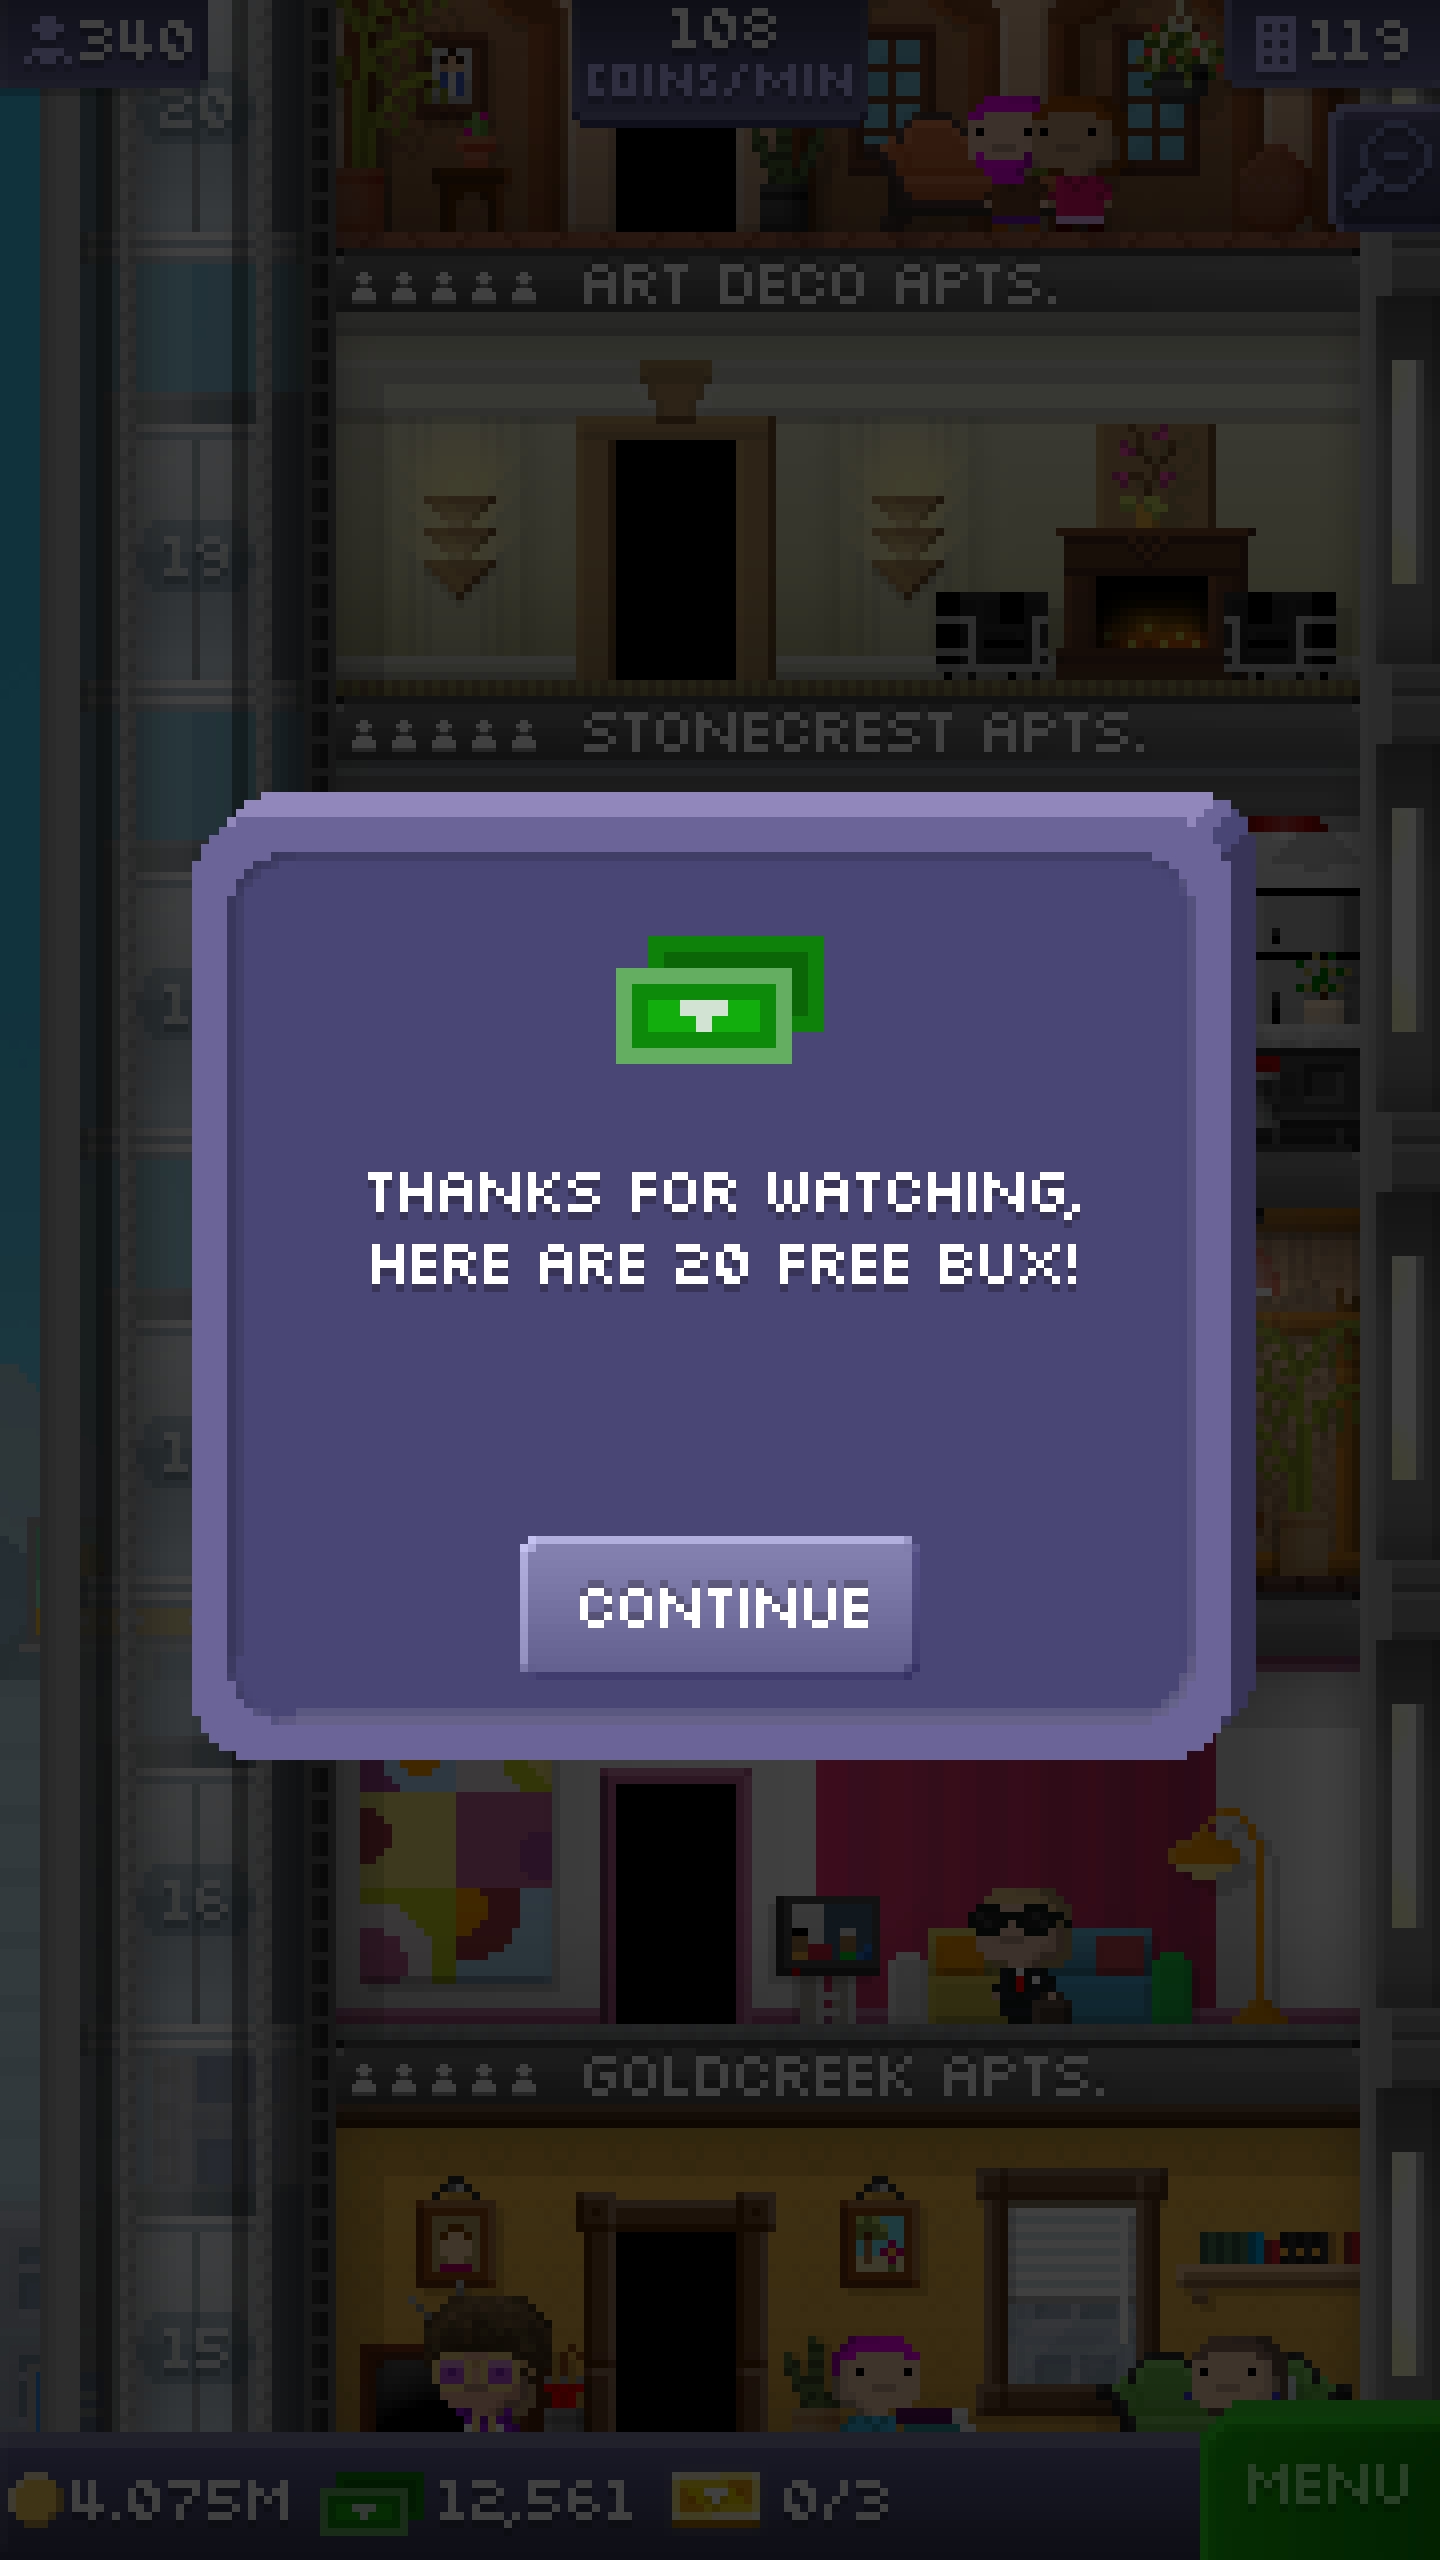 340
108
COINS/MIN
119
20
ART DECO APTS.
19
STONECREST APTS.
THANKS FOR WATCHING,
HERE ARE 20 FREE BUX!
CONTINUE
16
GOLDCREEK APTS.
15
4.075M
12,561
0/3
MENU